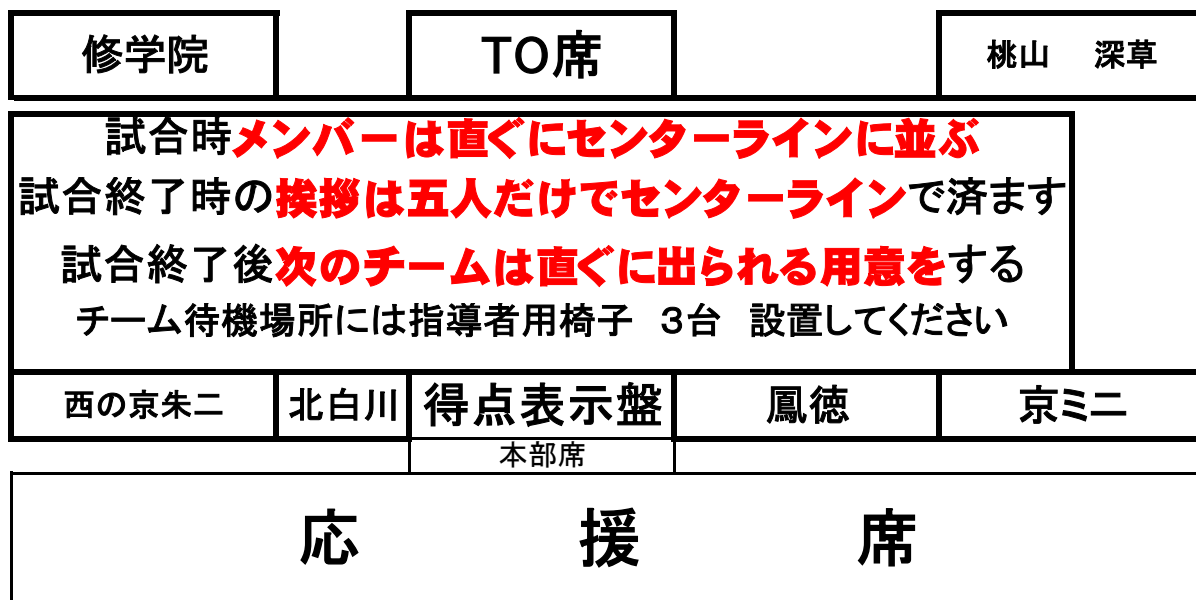 修学院 TO席 桃山 深草
試合時メンバーは直ぐにセンターラインに並ぶ
試合終了時の挨拶は五人だけでセンターラインで済ます
試合終了後次のチームは直ぐに出られる用意をする
チーム待機場所には指導者用椅子 3台 設置してください
西の京朱二 北白川 得点表示盤 鳳徳 京ミニ
本部席
応 援 席